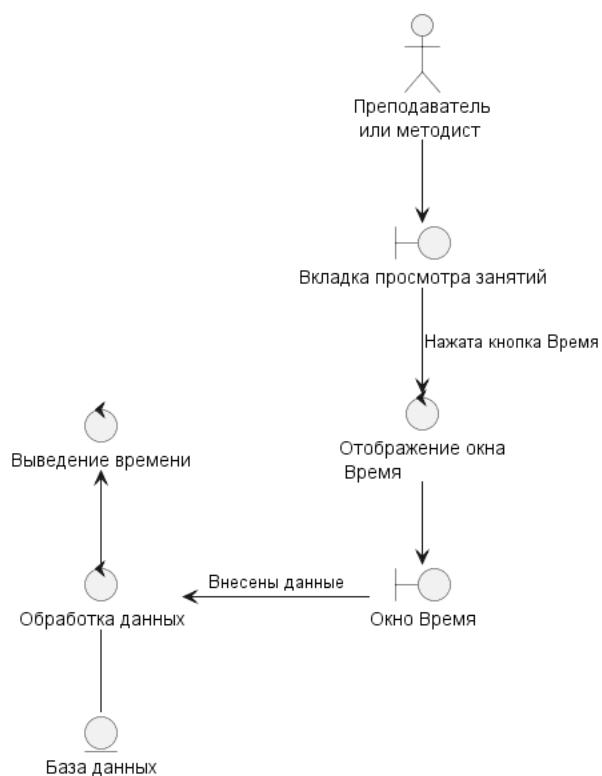 Преподаватель
или методист
Вкладка просмотра занятий
Нажата кнопка Время
Отображение окна
Время
Выведение времени
Внесены данные
Обработка данных
Окно Время
База данных